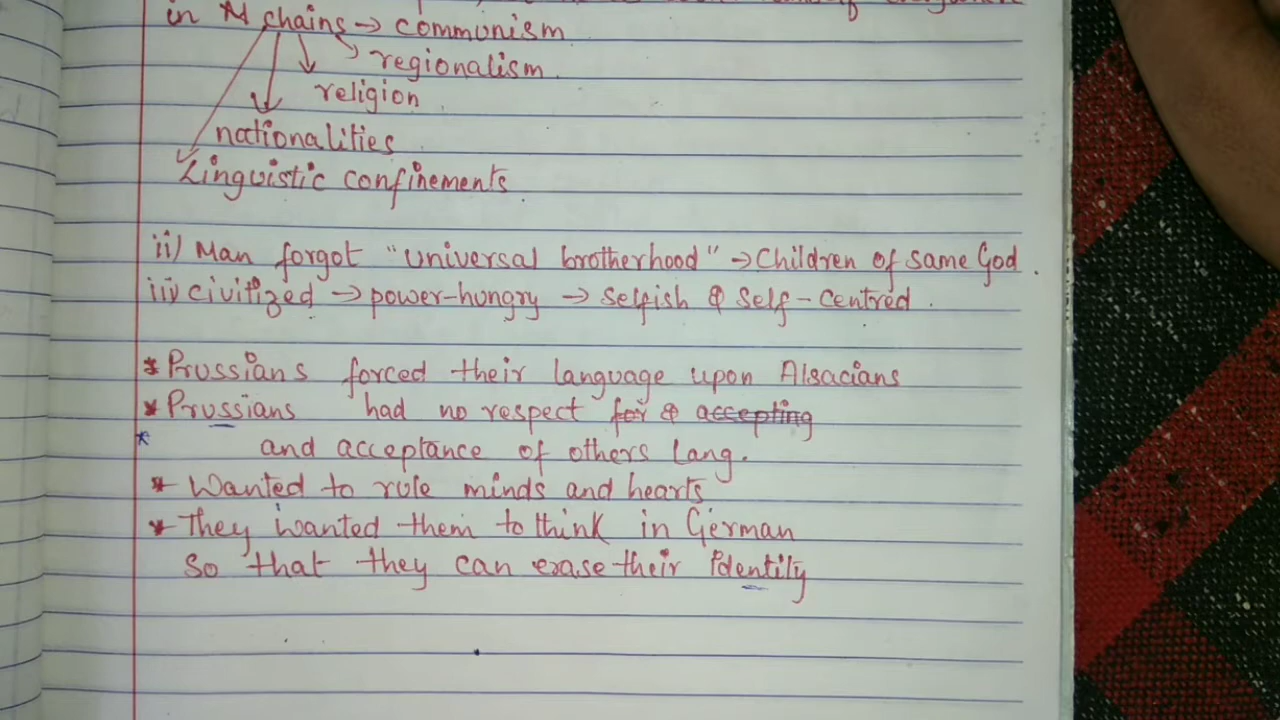 in M chains → communism
→ regionalism.
religion.
nationalities
Linguistic confinements.
ii) Man forgot "universal brotherhood" → Children of same God.
iii) civilized → power-hungry → Selfish & Self-Centred.
* Prussians forced their language upon Alsacians
* Prussians had no respect for & accepting
* and acceptance of others lang.
* Wanted to rule minds and hearts
* They wanted them to think in German
So that they can erase their identity